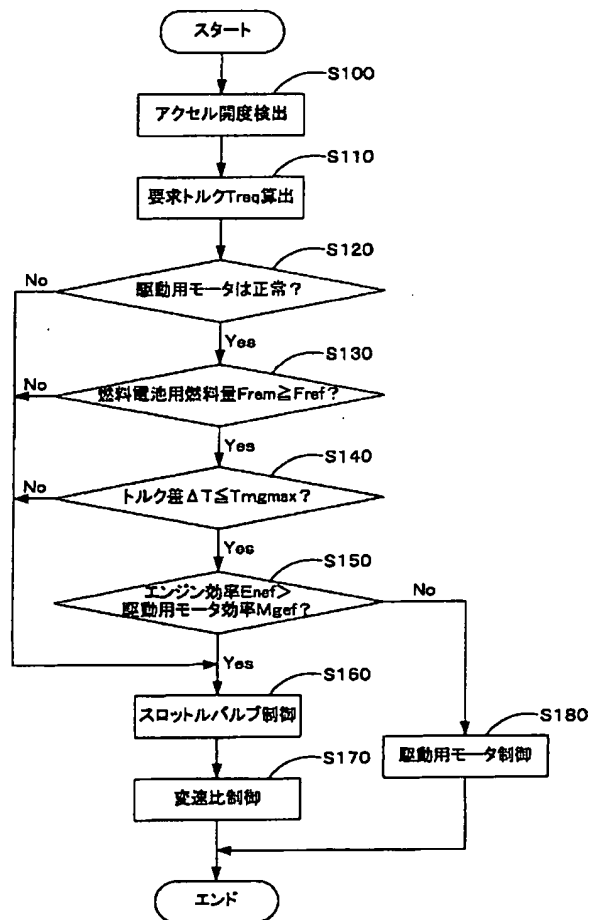 スタート
S100
アクセル開度検出
S110
要求トルクTreq算出
S120
駆動用モータは正常？
No
Yes
S130
燃料電池用燃料量Frem≧Fref？
No
Yes
S140
トルク差ΔT≦Tmgmax？
No
Yes
S150
エンジン効率Enef>
駆動用モータ効率Mgef？
No
Yes
S160
スロットルバルブ制御
S180
駆動用モータ制御
S170
変速比制御
エンド